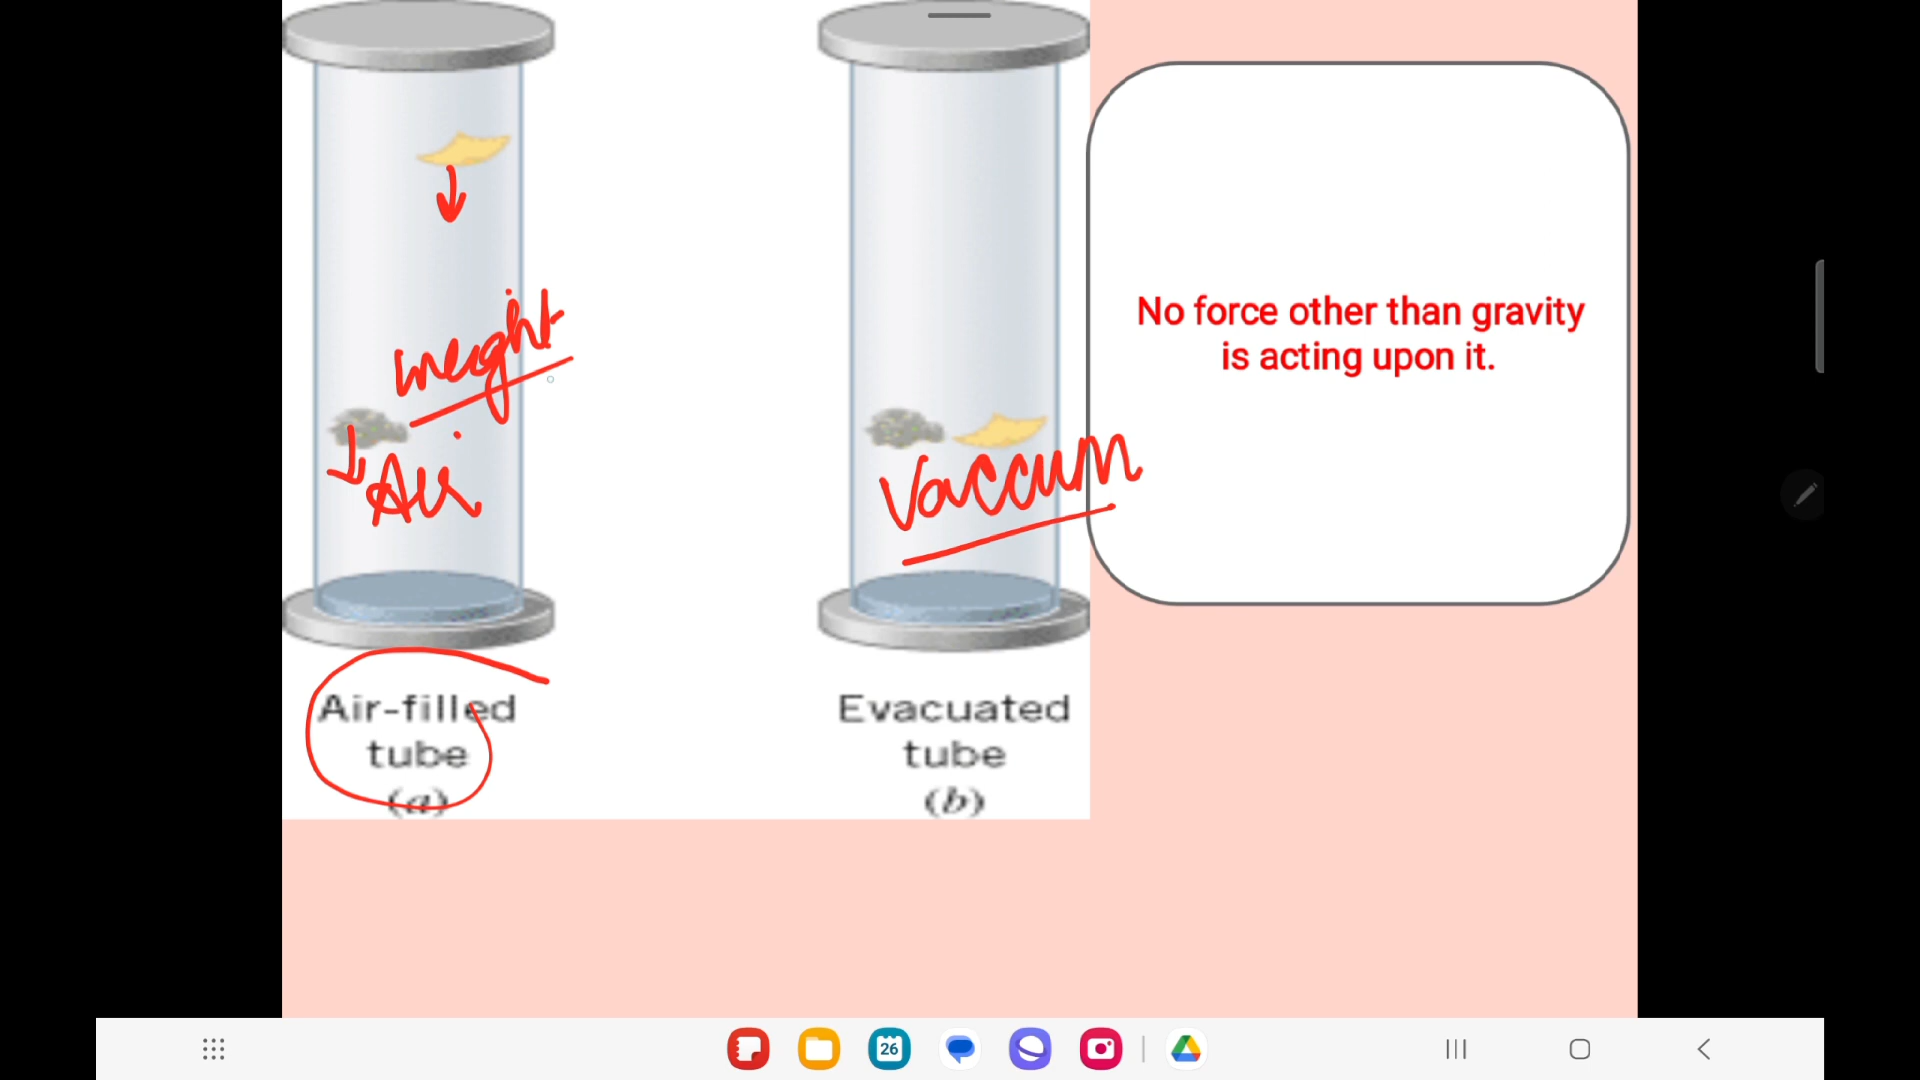 weight
Air
Vaccum
No force other than gravity
is acting upon it.
Air-filled
tube
(a)
Evacuated
tube
(b)
26